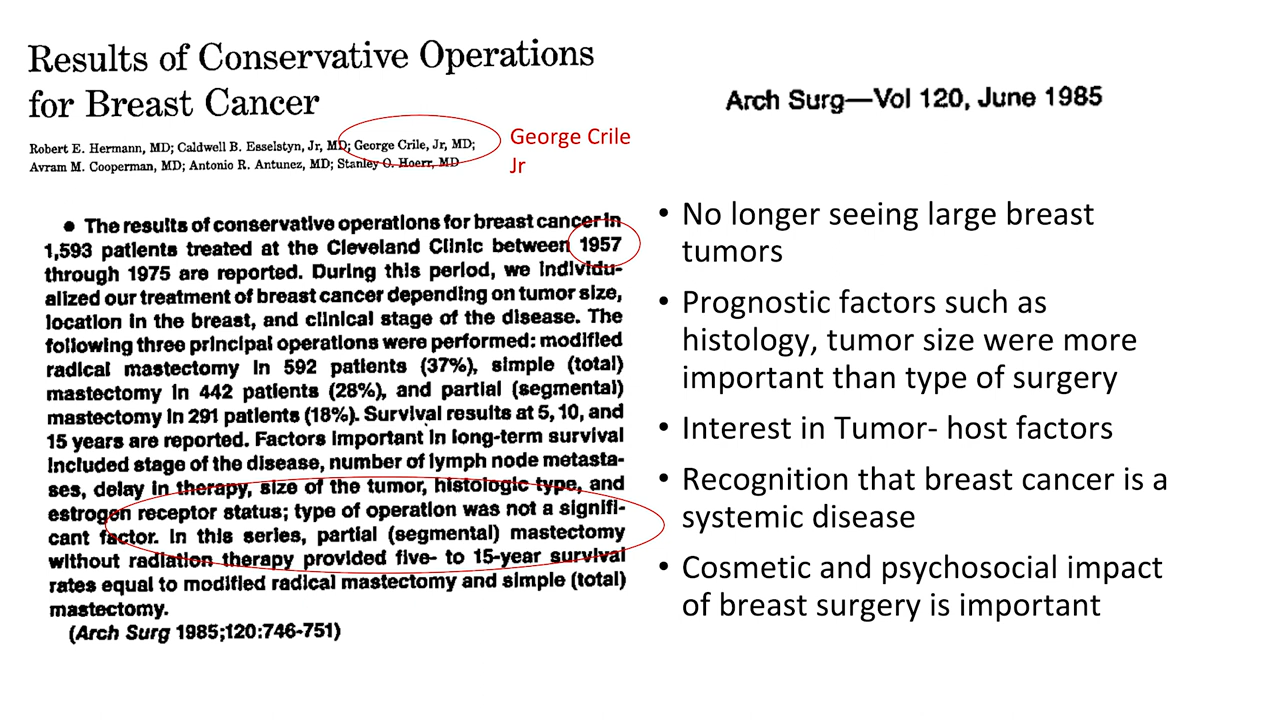 Results of Conservative Operations
for Breast Cancer
Robert E. Hermann, MD; Caldwell B. Esselstyn, Jr, MD; George Crile, Jr, MD;
Avram M. Cooperman, MD; Antonio R. Antunez, MD; Stanley O. Hoerr, MD
George Crile
Jr
Arch Surg—Vol 120, June 1985
● The results of conservative operations for breast cancer in
1,593 patients treated at the Cleveland Clinic between 1957
through 1975 are reported. During this period, we individu-
alized our treatment of breast cancer depending on tumor size,
location in the breast, and clinical stage of the disease. The
following three principal operations were performed: modified
radical mastectomy in 592 patients (37%), simple (total)
mastectomy in 442 patients (28%), and partial (segmental)
mastectomy in 291 patients (18%). Survival results at 5, 10, and
15 years are reported. Factors important in long-term survival
included stage of the disease, number of lymph node metasta-
ses, delay in therapy, size of the tumor, histologic type, and
estrogen receptor status; type of operation was not a signifi-
cant factor. In this series, partial (segmental) mastectomy
without radiation therapy provided five- to 15-year survival
rates equal to modified radical mastectomy and simple (total)
mastectomy.
(Arch Surg 1985;120:746-751)
• No longer seeing large breast
tumors
• Prognostic factors such as
histology, tumor size were more
important than type of surgery
• Interest in Tumor- host factors
• Recognition that breast cancer is a
systemic disease
• Cosmetic and psychosocial impact
of breast surgery is important